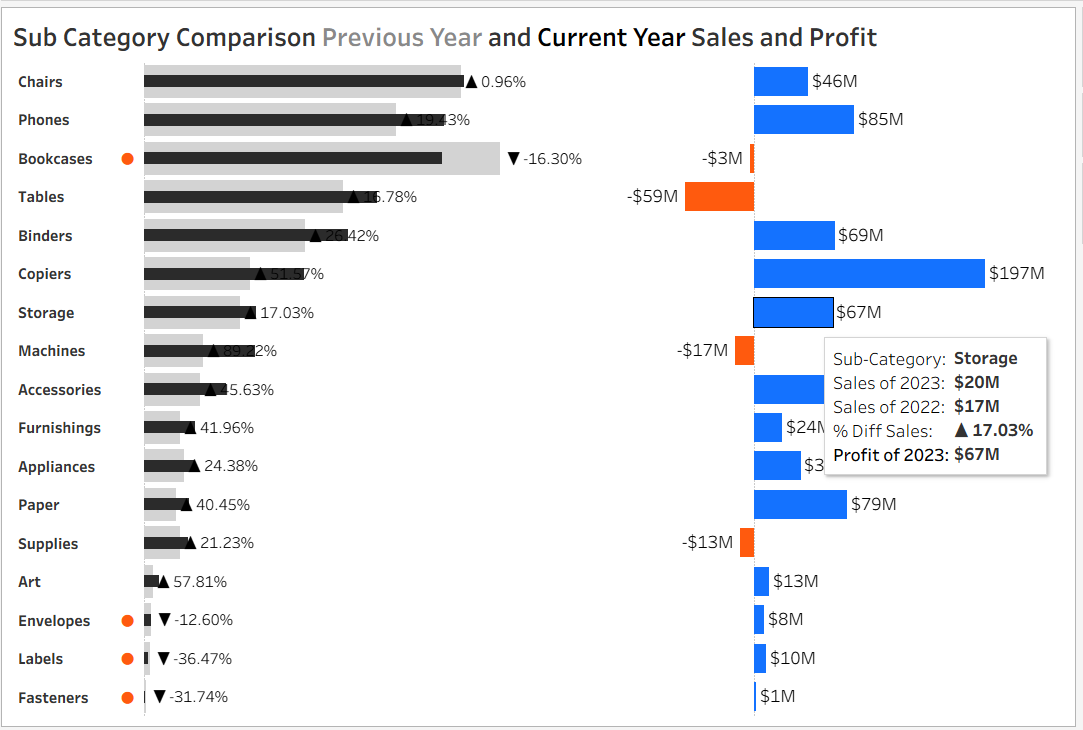 Sub Category Comparison Previous Year and Current Year Sales and Profit
Chairs ▲ 0.96% $46M
Phones ▲ 19.43% $85M
Bookcases ▼ -16.30% -$3M
Tables ▲ 16.78% -$59M
Binders ▲ 26.42% $69M
Copiers ▲ 51.57% $197M
Storage ▲ 17.03% $67M
Machines ▲ 89.22% -$17M
Accessories ▲ 45.63%
Furnishings ▲ 41.96% $24M
Appliances ▲ 24.38%
Paper ▲ 40.45% $79M
Supplies ▲ 21.23% -$13M
Art ▲ 57.81% $13M
Envelopes ▼ -12.60% $8M
Labels ▼ -36.47% $10M
Fasteners ▼ -31.74% $1M
Sub-Category: Storage
Sales of 2023: $20M
Sales of 2022: $17M
% Diff Sales: ▲ 17.03%
Profit of 2023: $67M